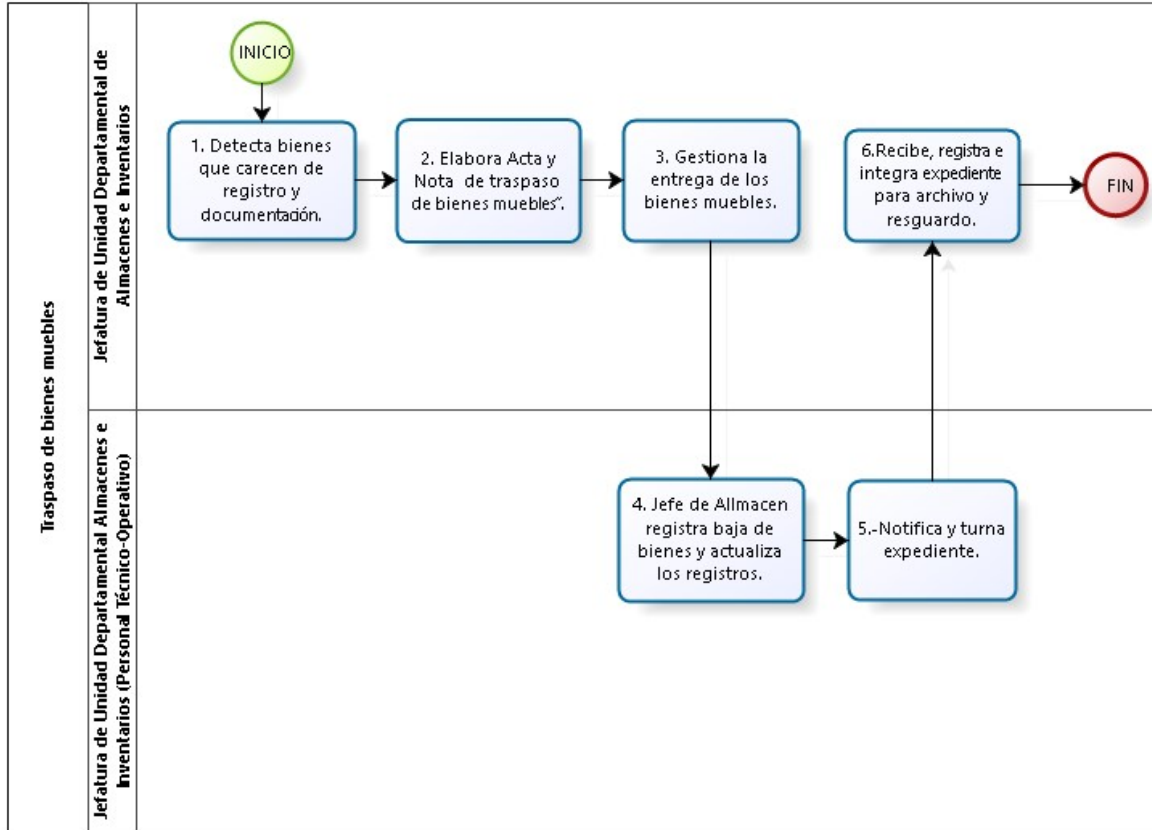 Traspaso de bienes muebles
Jefatura de Unidad Departamental de
Almacenes e Inventarios
INICIO
1. Detecta bienes
que carecen de
registro y
documentación.
2. Elabora Acta y
Nota de traspaso
de bienes muebles”.
3. Gestiona la
entrega de los
bienes muebles.
6.Recibe, registra e
integra expediente
para archivo y
resguardo.
FIN
Jefatura de Unidad Departamental Almacenes e
Inventarios (Personal Técnico-Operativo)
4. Jefe de Allmacen
registra baja de
bienes y actualiza
los registros.
5.-Notifica y turna
expediente.